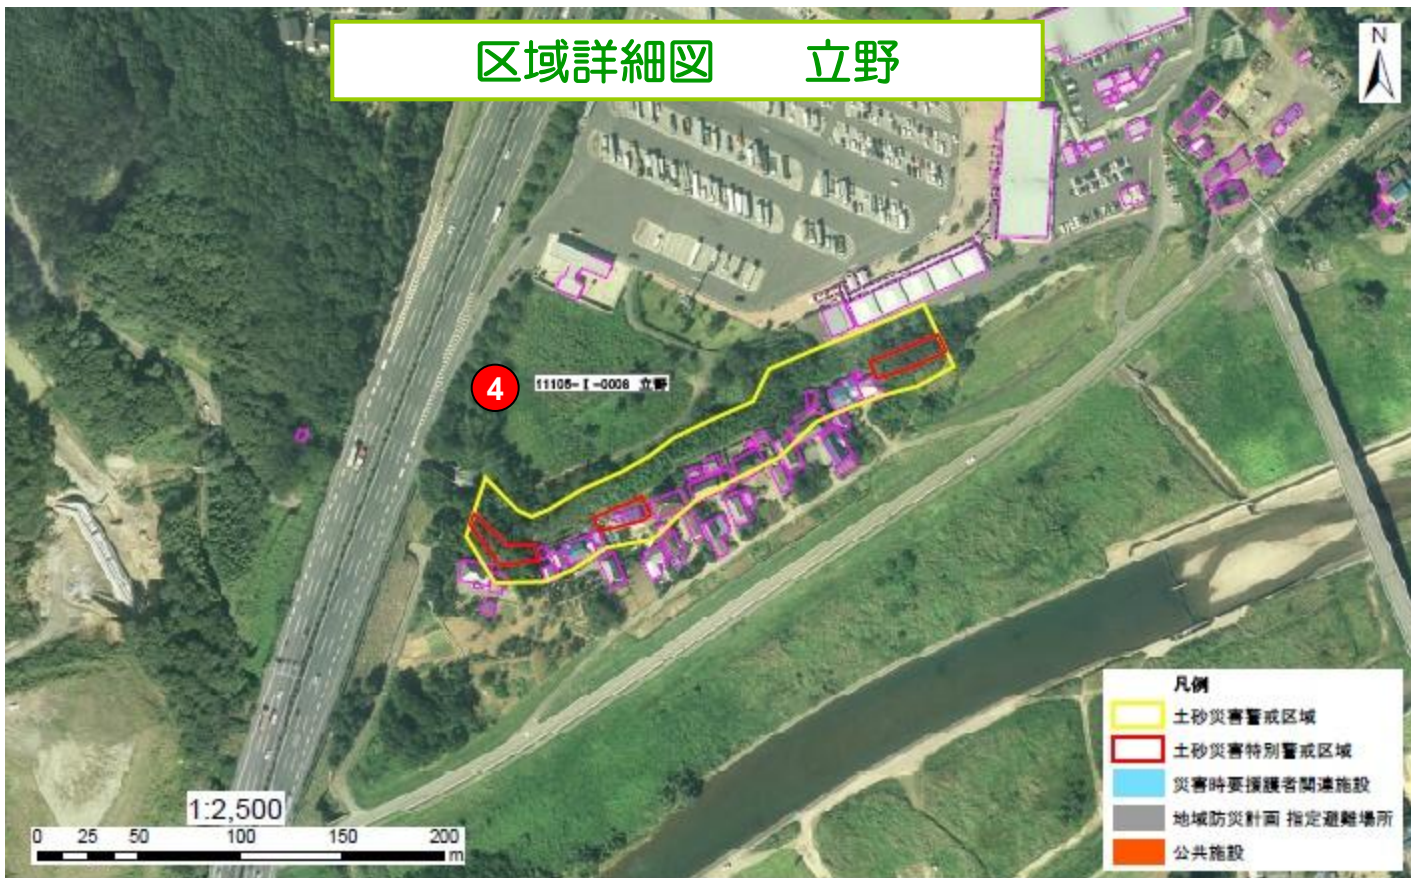 区域詳細図 立野
N
4
11105-Ⅰ-0006 立野
凡例
土砂災害警戒区域
土砂災害特別警戒区域
災害時要援護者関連施設
地域防災計画 指定避難場所
公共施設
1:2,500
0 25 50 100 150 200
m